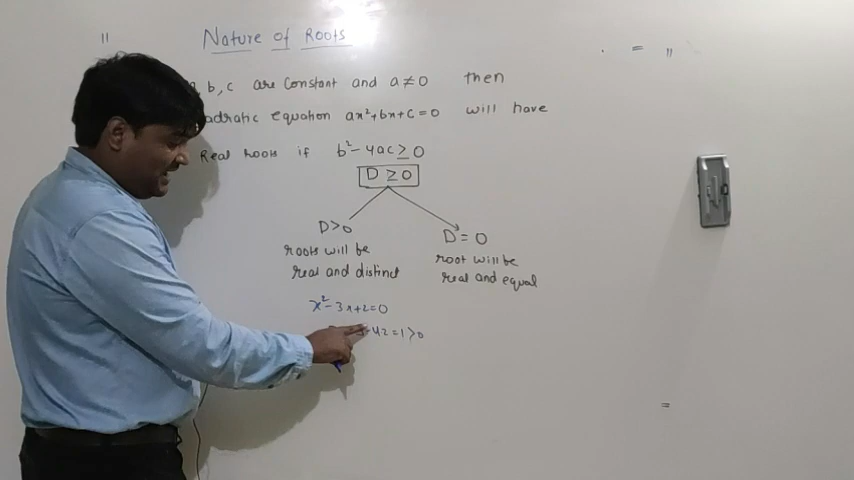 Nature of Roots
b, c are Constant and a≠0 then
adratic equation ax²+bx+c=0 will have
Real roots if b²-4ac ≥ 0
D ≥ 0
D>0
roots will be
real and distinct
D=0
root will be
real and equal
x²-3x+2=0
-42=1>0